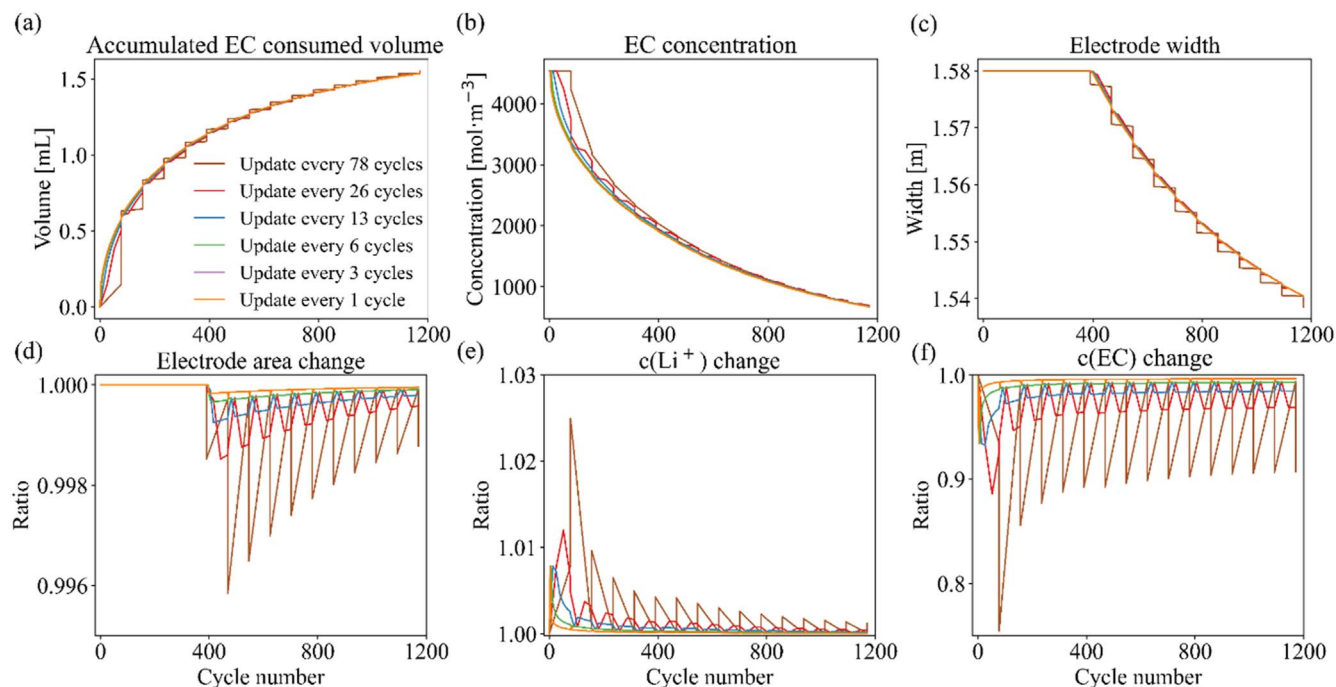 (a)
Accumulated EC consumed volume
Volume [mL]
1.5
1.0
0.5
0.0
Update every 78 cycles
Update every 26 cycles
Update every 13 cycles
Update every 6 cycles
Update every 3 cycles
Update every 1 cycle
0
400
800
1200
(b)
EC concentration
Concentration [mol·m⁻³]
4000
3000
2000
1000
0
400
800
1200
(c)
Electrode width
Width [m]
1.58
1.57
1.56
1.55
1.54
0
400
800
1200
(d)
Electrode area change
Ratio
1.000
0.998
0.996
0
400
800
1200
Cycle number
(e)
c(Li⁺) change
Ratio
1.03
1.02
1.01
1.00
0
400
800
1200
Cycle number
(f)
c(EC) change
Ratio
1.0
0.9
0.8
0
400
800
1200
Cycle number